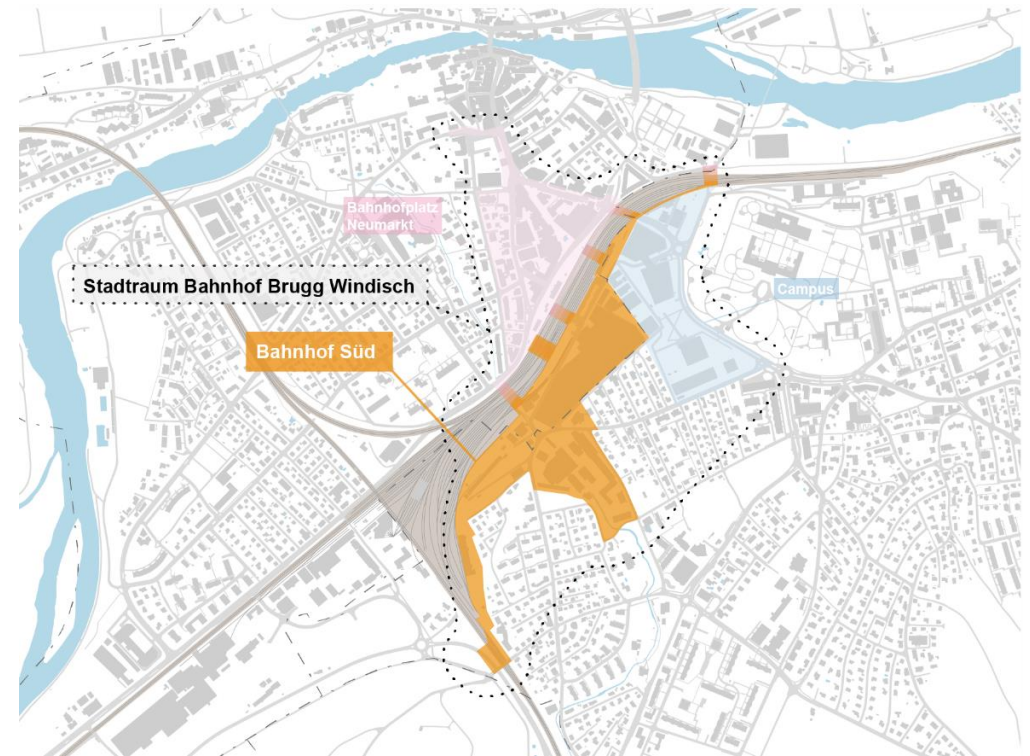 Bahnhofplatz
Neumarkt
Stadtraum Bahnhof Brugg Windisch
Campus
Bahnhof Süd